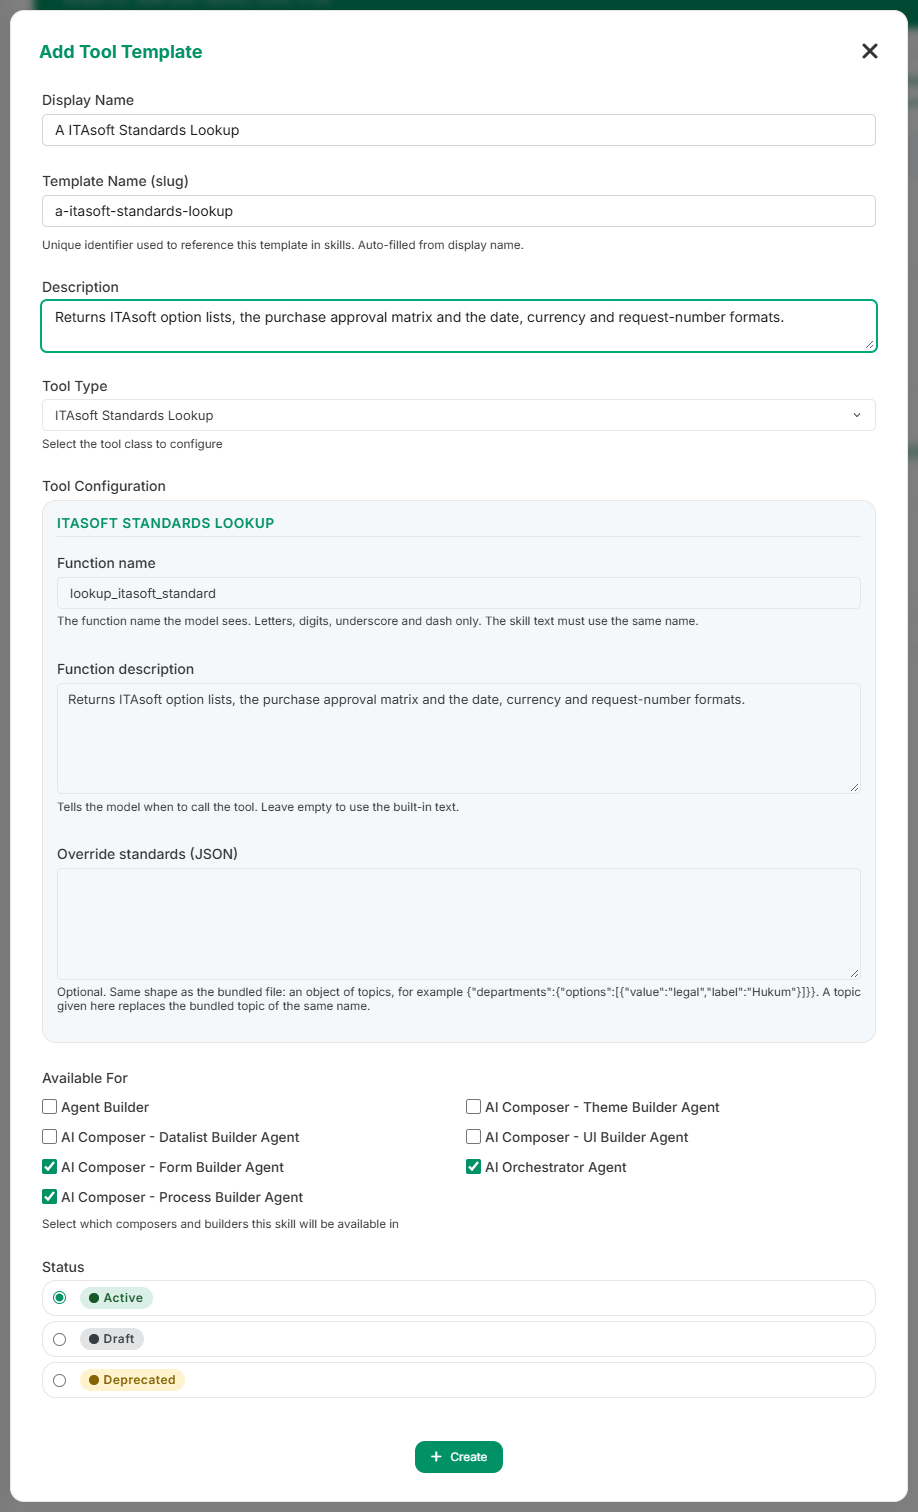 Add Tool Template
Display Name
A ITAsoft Standards Lookup
Template Name (slug)
a-itasoft-standards-lookup
Unique identifier used to reference this template in skills. Auto-filled from display name.
Description
Returns ITAsoft option lists, the purchase approval matrix and the date, currency and request-number formats.
Tool Type
ITAsoft Standards Lookup
Select the tool class to configure
Tool Configuration
ITASOFT STANDARDS LOOKUP
Function name
lookup_itasoft_standard
The function name the model sees. Letters, digits, underscore and dash only. The skill text must use the same name.
Function description
Returns ITAsoft option lists, the purchase approval matrix and the date, currency and request-number formats.
Tells the model when to call the tool. Leave empty to use the built-in text.
Override standards (JSON)
Optional. Same shape as the bundled file: an object of topics, for example {"departments":{"options":[{"value":"legal","label":"Hukum"}]}}. A topic
given here replaces the bundled topic of the same name.
Available For
Agent Builder
AI Composer - Theme Builder Agent
AI Composer - Datalist Builder Agent
AI Composer - UI Builder Agent
AI Composer - Form Builder Agent
AI Orchestrator Agent
AI Composer - Process Builder Agent
Select which composers and builders this skill will be available in
Status
Active
Draft
Deprecated
+ Create